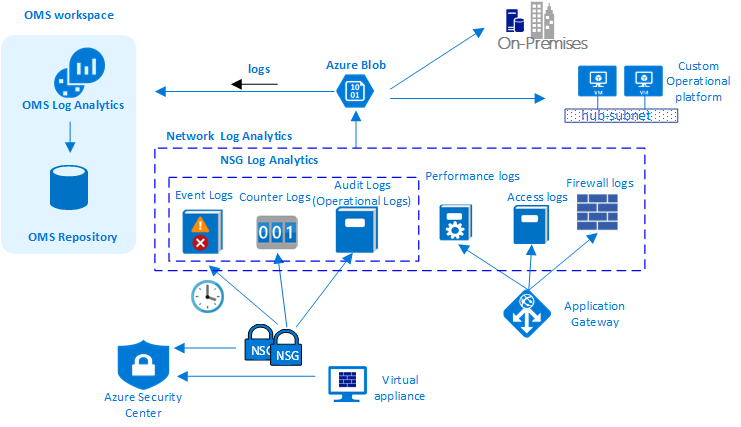 OMS workspace
On-Premises
logs
Azure Blob
Custom
Operational
platform
VM
VM
10
01
OMS Log Analytics
hub-subnet
Network Log Analytics
NSG Log Analytics
Event Logs
Counter Logs
Audit Logs
(Operational Logs)
Performance logs
Access logs
Firewall logs
001
OMS Repository
Application
Gateway
NSG
NSG
Azure Security
Center
Virtual
appliance